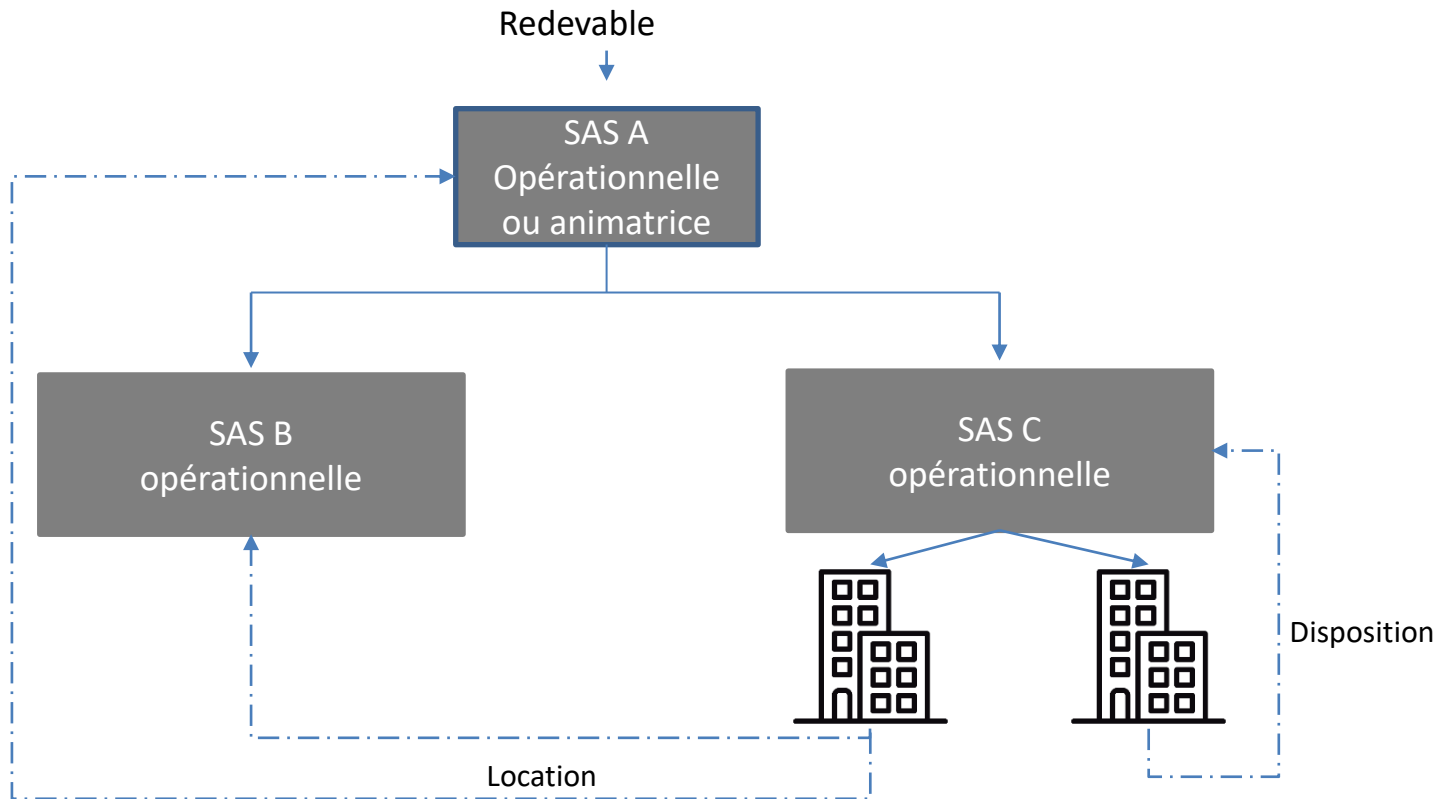 Redevable
SAS A
Opérationnelle
ou animatrice
SAS B
opérationnelle
SAS C
opérationnelle
Disposition
Location